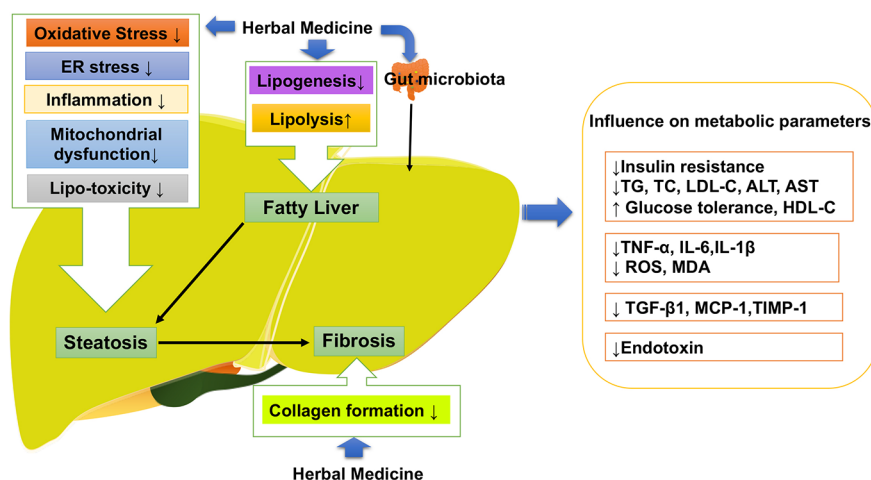 Herbal Medicine
Oxidative Stress ↓
ER stress ↓
Inflammation ↓
Mitochondrial
dysfunction↓
Lipo-toxicity ↓
Lipogenesis↓
Lipolysis↑
Gut microbiota
Fatty Liver
Steatosis
Fibrosis
Collagen formation ↓
Herbal Medicine
Influence on metabolic parameters
↓Insulin resistance
↓TG, TC, LDL-C, ALT, AST
↑ Glucose tolerance, HDL-C
↓TNF-α, IL-6,IL-1β
↓ ROS, MDA
↓ TGF-β1, MCP-1,TIMP-1
↓Endotoxin